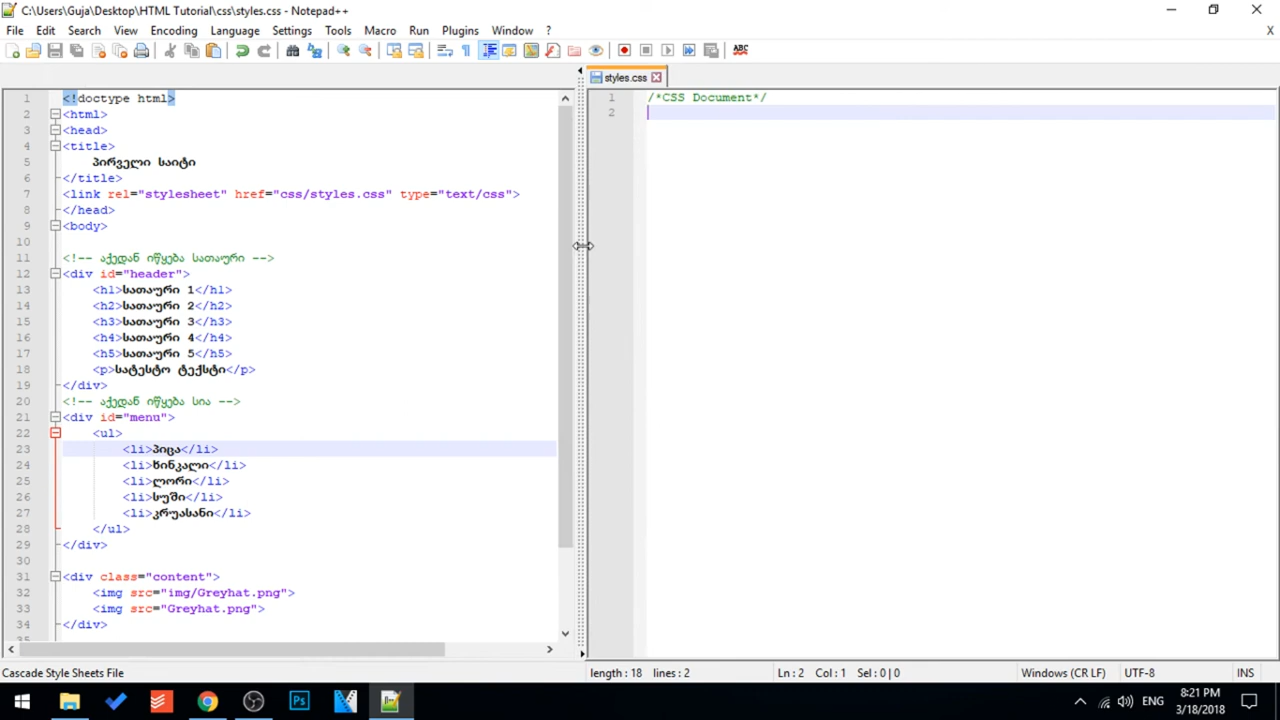 C:\Users\Guja\Desktop\HTML Tutorial\css\styles.css - Notepad++
File Edit Search View Encoding Language Settings Tools Macro Run Plugins Window ?
X
ABC
styles.css
1 <!doctype html>
2 <html>
3 <head>
4 <title>
5 პირველი საიტი
6 </title>
7 <link rel="stylesheet" href="css/styles.css" type="text/css">
8 </head>
9 <body>
10
11 <!-- აქედან იწყება სათაური -->
12 <div id="header">
13 <h1>სათაური 1</h1>
14 <h2>სათაური 2</h2>
15 <h3>სათაური 3</h3>
16 <h4>სათაური 4</h4>
17 <h5>სათაური 5</h5>
18 <p>სატესტო ტექსტი</p>
19 </div>
20 <!-- აქედან იწყება სია -->
21 <div id="menu">
22 <ul>
23 <li>პიცა</li>
24 <li>ხინკალი</li>
25 <li>ლორი</li>
26 <li>სუში</li>
27 <li>კრუასანი</li>
28 </ul>
29 </div>
30
31 <div class="content">
32 <img src="img/Greyhat.png">
33 <img src="Greyhat.png">
34 </div>
35
1 /*CSS Document*/
2
Cascade Style Sheets File
length : 18 lines : 2
Ln : 2 Col : 1 Sel : 0 | 0
Windows (CR LF)
UTF-8
INS
Ps
ENG
8:21 PM
3/18/2018